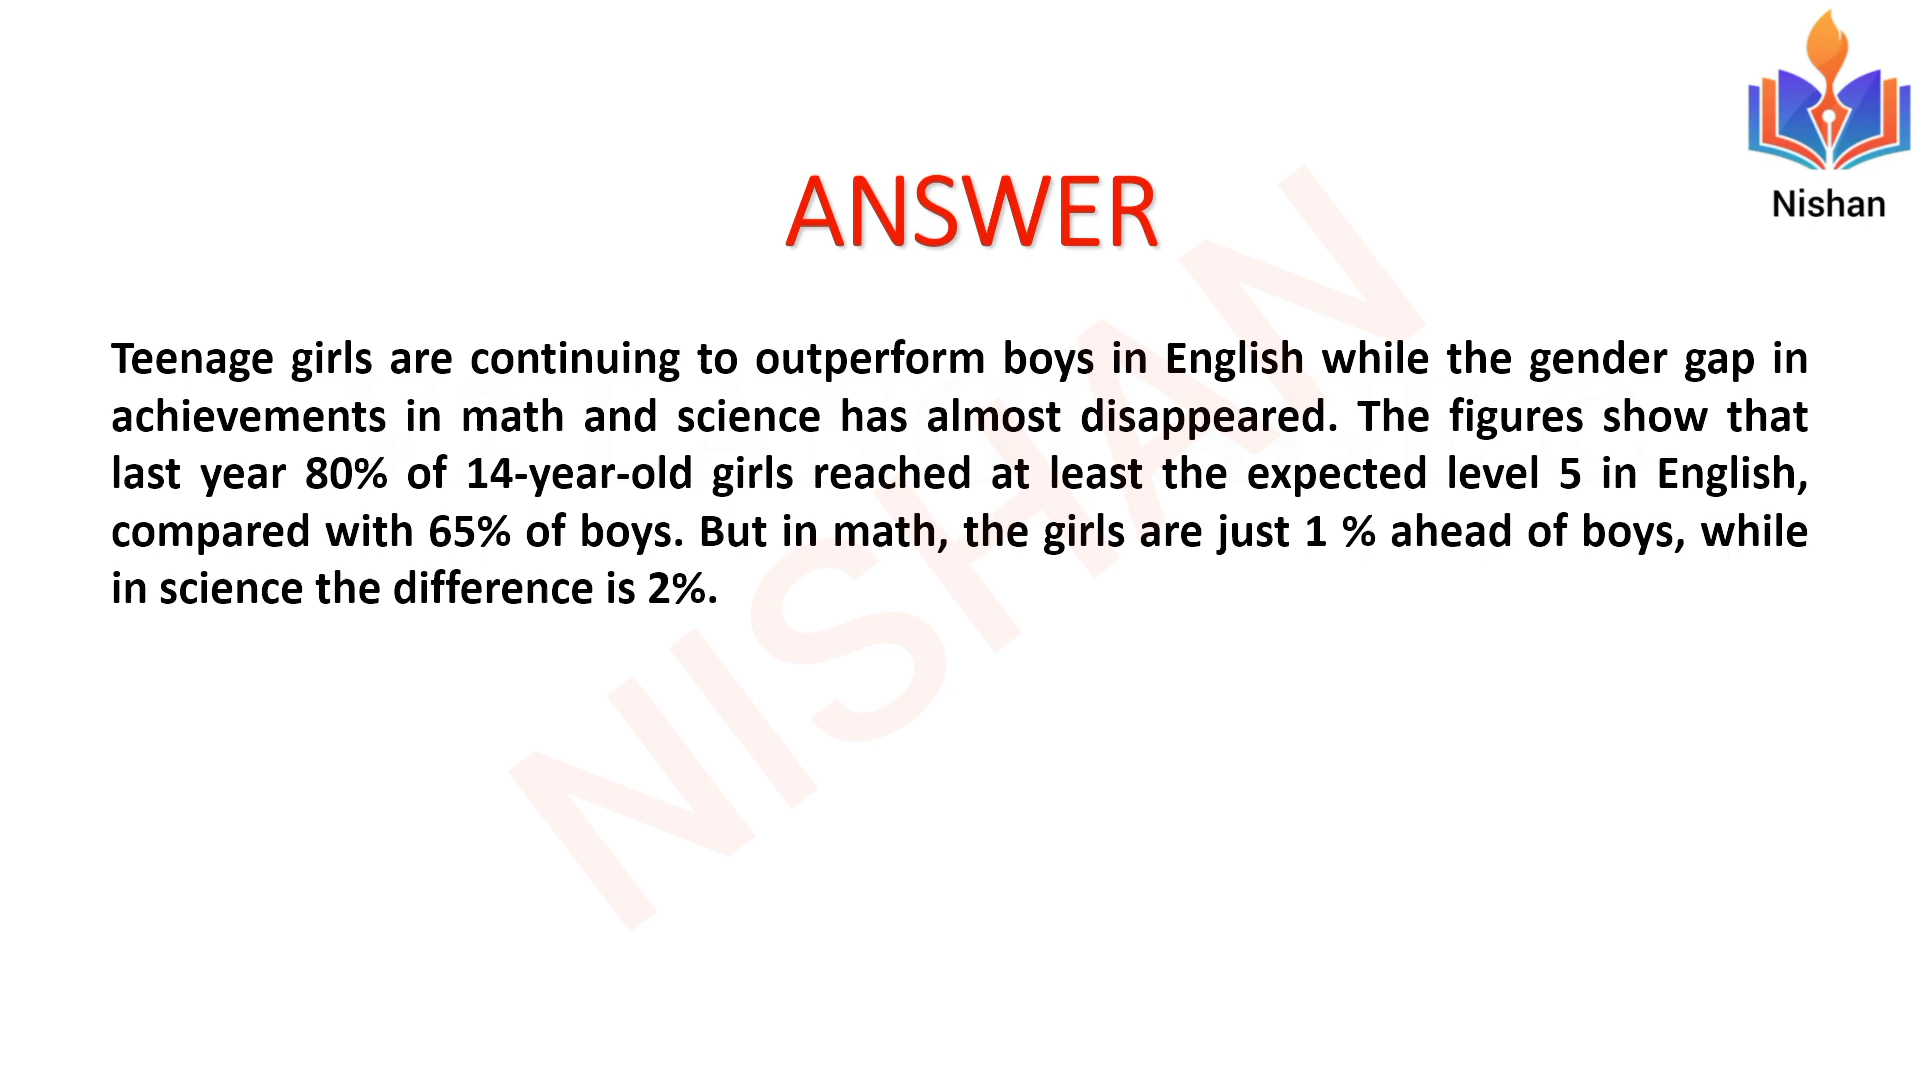 Nishan
ANSWER
Teenage girls are continuing to outperform boys in English while the gender gap in
achievements in math and science has almost disappeared. The figures show that
last year 80% of 14-year-old girls reached at least the expected level 5 in English,
compared with 65% of boys. But in math, the girls are just 1 % ahead of boys, while
in science the difference is 2%.
NISHAN